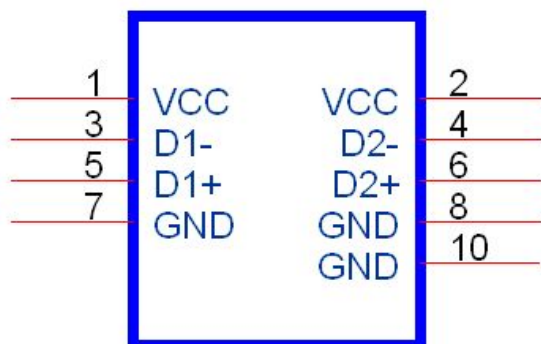 1 VCC VCC 2
3 D1- D2- 4
5 D1+ D2+ 6
7 GND GND 8
GND 10